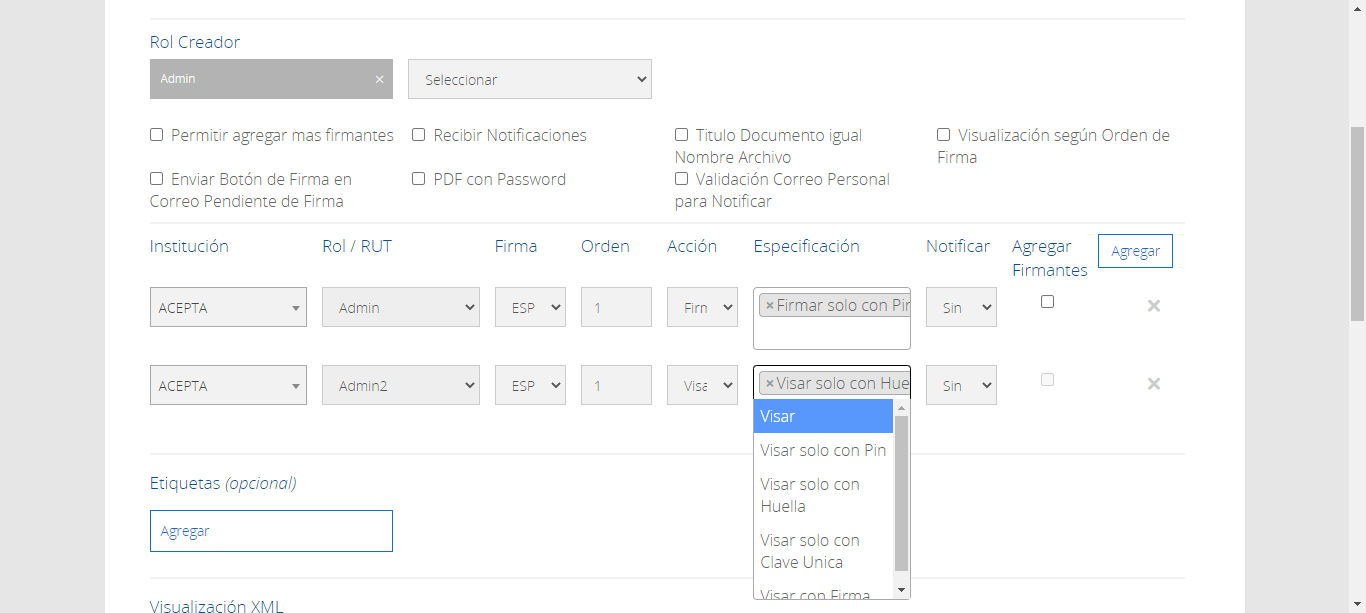 Rol Creador
Admin ×
Seleccionar
Permitir agregar mas firmantes
Recibir Notificaciones
Titulo Documento igual
Nombre Archivo
Visualización según Orden de
Firma
Enviar Botón de Firma en
Correo Pendiente de Firma
PDF con Password
Validación Correo Personal
para Notificar
Institución Rol / RUT Firma Orden Acción Especificación Notificar Agregar
Firmantes
Agregar
ACEPTA Admin ESP 1 Firm ×Firmar solo con Pin Sin ×
ACEPTA Admin2 ESP 1 Visa ×Visar solo con Hue Sin ×
Visar
Visar solo con Pin
Visar solo con
Huella
Visar solo con
Clave Unica
Visar con Firma
Etiquetas (opcional)
Agregar
Visualización XML